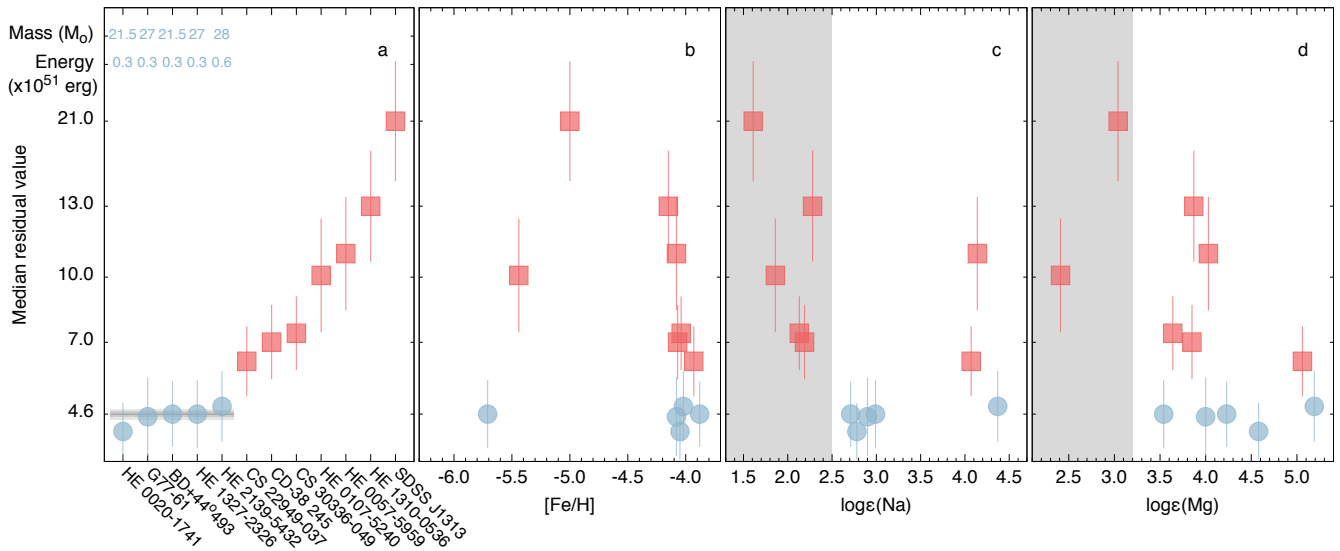 Mass (Mo) 21.5 27 21.5 27 28
Energy 0.3 0.3 0.3 0.3 0.6
(x10^51 erg)
a
b
c
d
Median residual value
21.0
13.0
10.0
7.0
4.6
HE 0020-1741
G77-61
BD+44º493
HE 1327-2326
HE 2139-5432
CS 22949-037
CD-38 245
CS 30336-049
HE 0107-5240
HE 0057-5959
HE 1310-0536
SDSS J1313
-6.0 -5.5 -5.0 -4.5 -4.0
[Fe/H]
1.5 2.0 2.5 3.0 3.5 4.0 4.5
logε(Na)
2.5 3.0 3.5 4.0 4.5 5.0
logε(Mg)